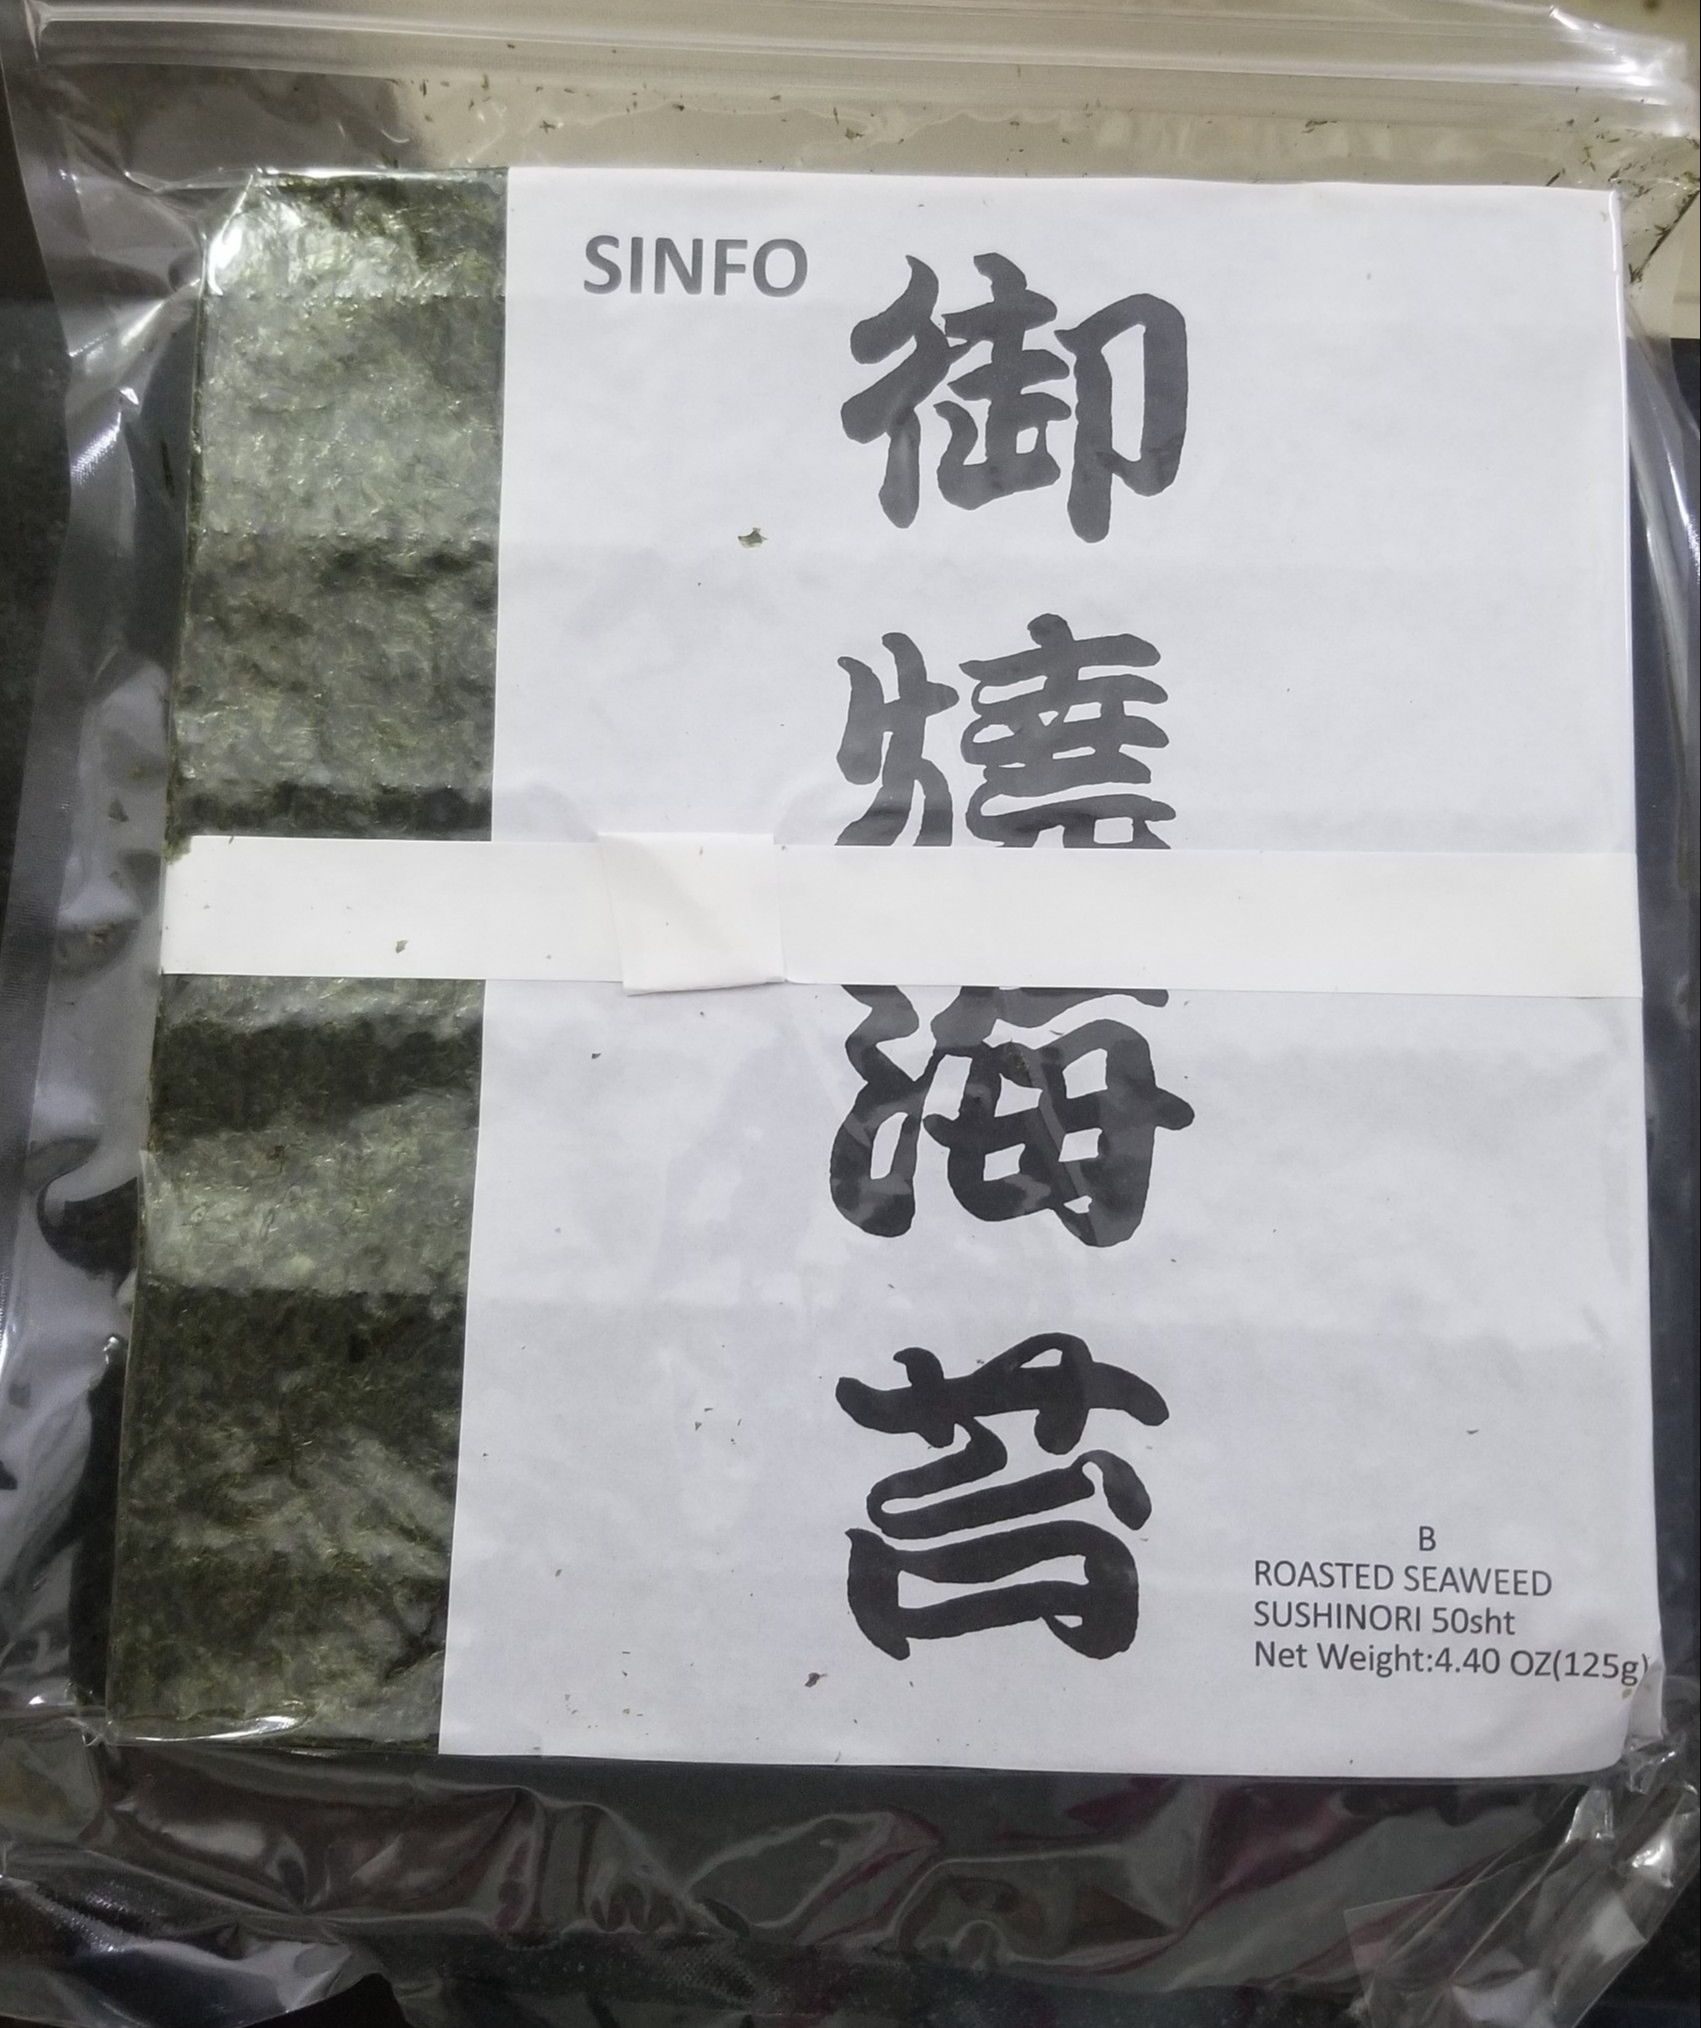 SINFO
御燒海苔
B
ROASTED SEAWEED
SUSHINORI 50sht
Net Weight:4.40 OZ(125g)